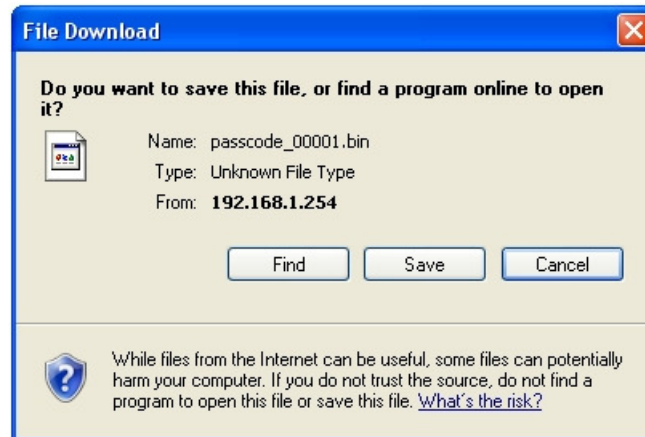 File Download
Do you want to save this file, or find a program online to open
it?
Name: passcode_00001.bin
Type: Unknown File Type
From: 192.168.1.254
Find Save Cancel
While files from the Internet can be useful, some files can potentially
harm your computer. If you do not trust the source, do not find a
program to open this file or save this file. What's the risk?